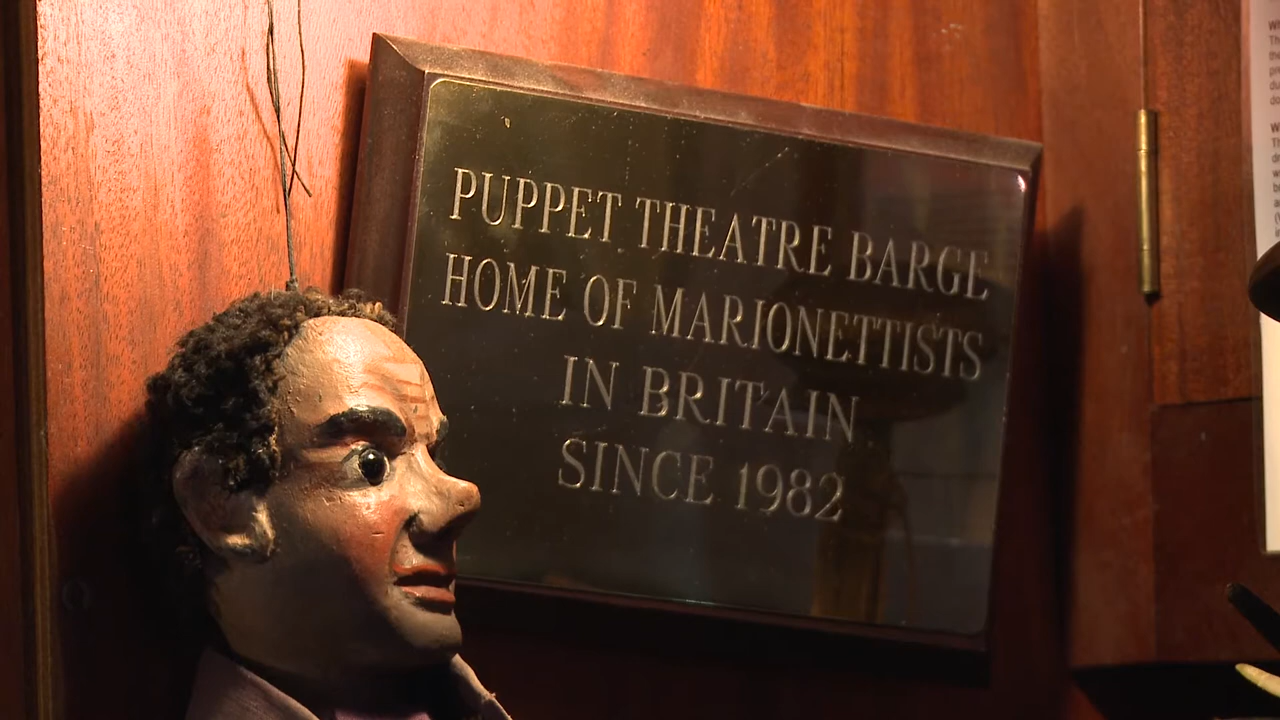 PUPPET THEATRE BARGE
HOME OF MARIONETTISTS
IN BRITAIN
SINCE 1982